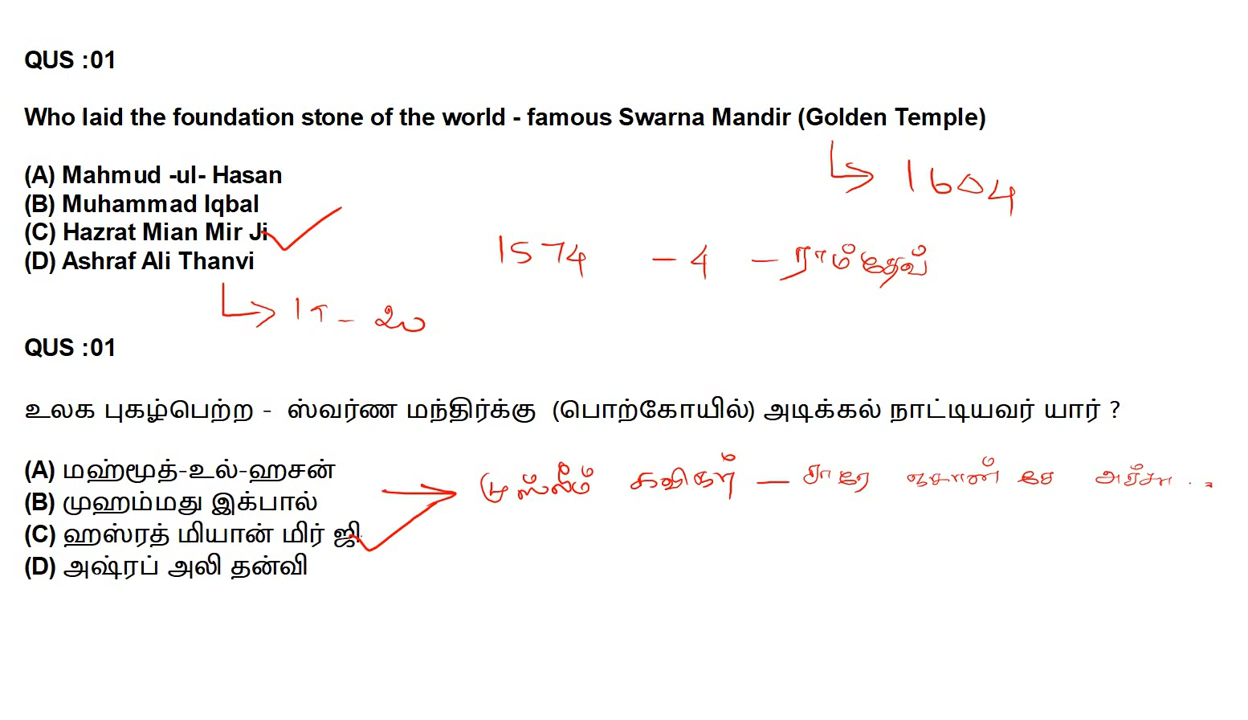 QUS :01
Who laid the foundation stone of the world - famous Swarna Mandir (Golden Temple)
(A) Mahmud -ul- Hasan
1604
(B) Muhammad Iqbal
(C) Hazrat Mian Mir Ji
1574 - 4 - ராம்தேவ்
(D) Ashraf Ali Thanvi
QUS :01
உலக புகழ்பெற்ற - ஸ்வர்ண மந்திர்க்கு (பொற்கோயில்) அடிக்கல் நாட்டியவர் யார் ?
(A) மஹ்மூத்-உல்-ஹசன்
முஸ்லீம் கவிஞர் -
(B) முஹம்மது இக்பால்
(C) ஹஸ்ரத் மியான் மிர் ஜி
(D) அஷ்ரப் அலி தன்வி